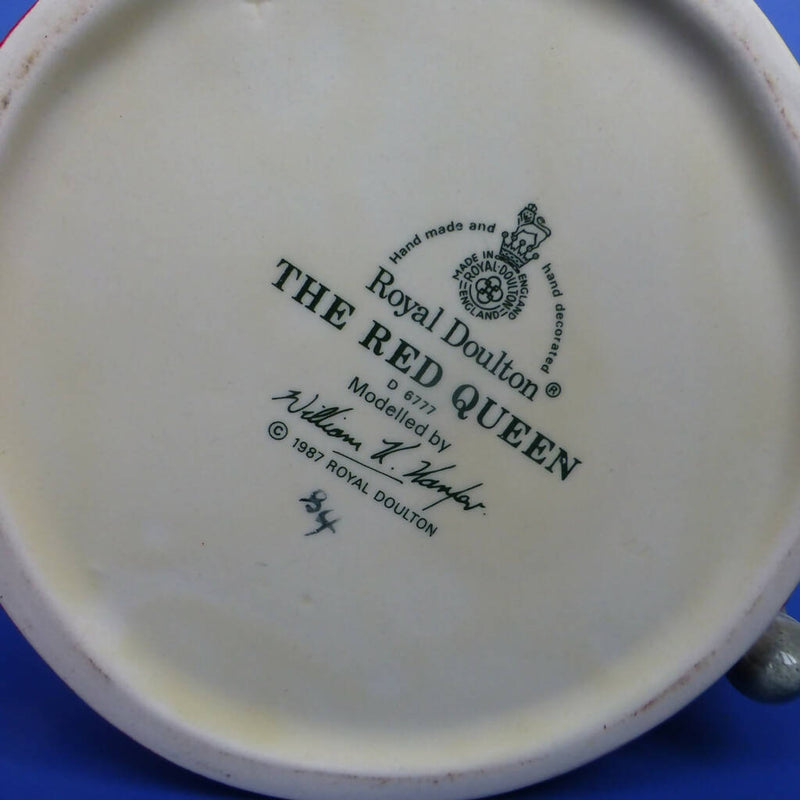 Hand made and hand decorated
MADE IN ENGLAND
ROYAL·DOULTON
ENGLAND
Royal Doulton ®
THE RED QUEEN
D 6777
Modelled by
William K. Harper.
© 1987 ROYAL DOULTON